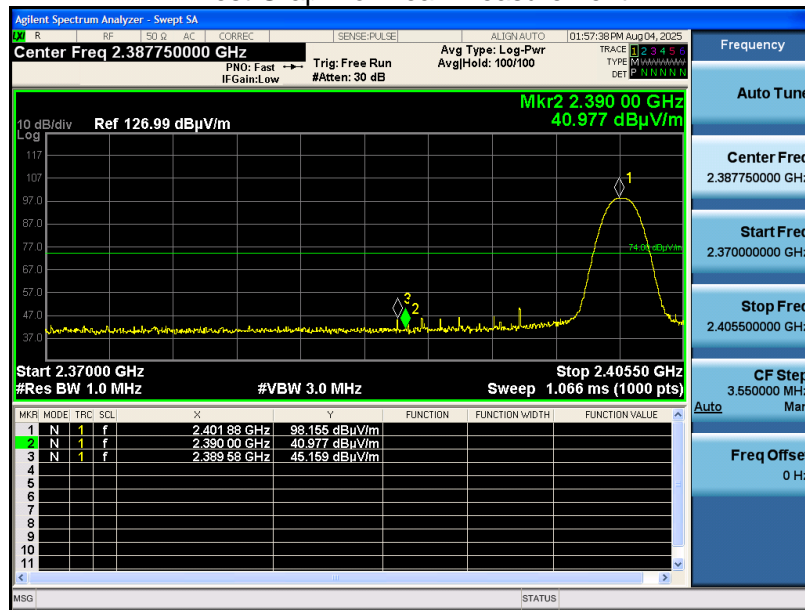 Agilent Spectrum Analyzer - Swept SA
LXI R RF 50 Ω AC CORREC SENSE:PULSE ALIGN AUTO 01:57:38 PM Aug 04, 2025
Center Freq 2.387750000 GHz
PNO: Fast
IFGain:Low
Trig: Free Run
#Atten: 30 dB
Avg Type: Log-Pwr
Avg|Hold: 100/100
TRACE 1 2 3 4 5 6
TYPE M W W W W W
DET P N N N N N
Mkr2 2.390 00 GHz
40.977 dBµV/m
10 dB/div Ref 126.99 dBµV/m
Log
117
107
97.0
87.0
77.0
67.0
57.0
47.0
37.0
1
74.00 dBµV/m
3
2
Start 2.37000 GHz Stop 2.40550 GHz
#Res BW 1.0 MHz #VBW 3.0 MHz Sweep 1.066 ms (1000 pts)
MKR MODE TRC SCL X Y FUNCTION FUNCTION WIDTH FUNCTION VALUE
1 N 1 f 2.401 88 GHz 98.155 dBµV/m
2 N 1 f 2.390 00 GHz 40.977 dBµV/m
3 N 1 f 2.389 58 GHz 45.159 dBµV/m
4
5
6
7
8
9
10
11
MSG STATUS
Frequency
Auto Tune
Center Freq
2.387750000 GHz
Start Freq
2.370000000 GHz
Stop Freq
2.405500000 GHz
CF Step
3.550000 MHz
Auto Man
Freq Offset
0 Hz